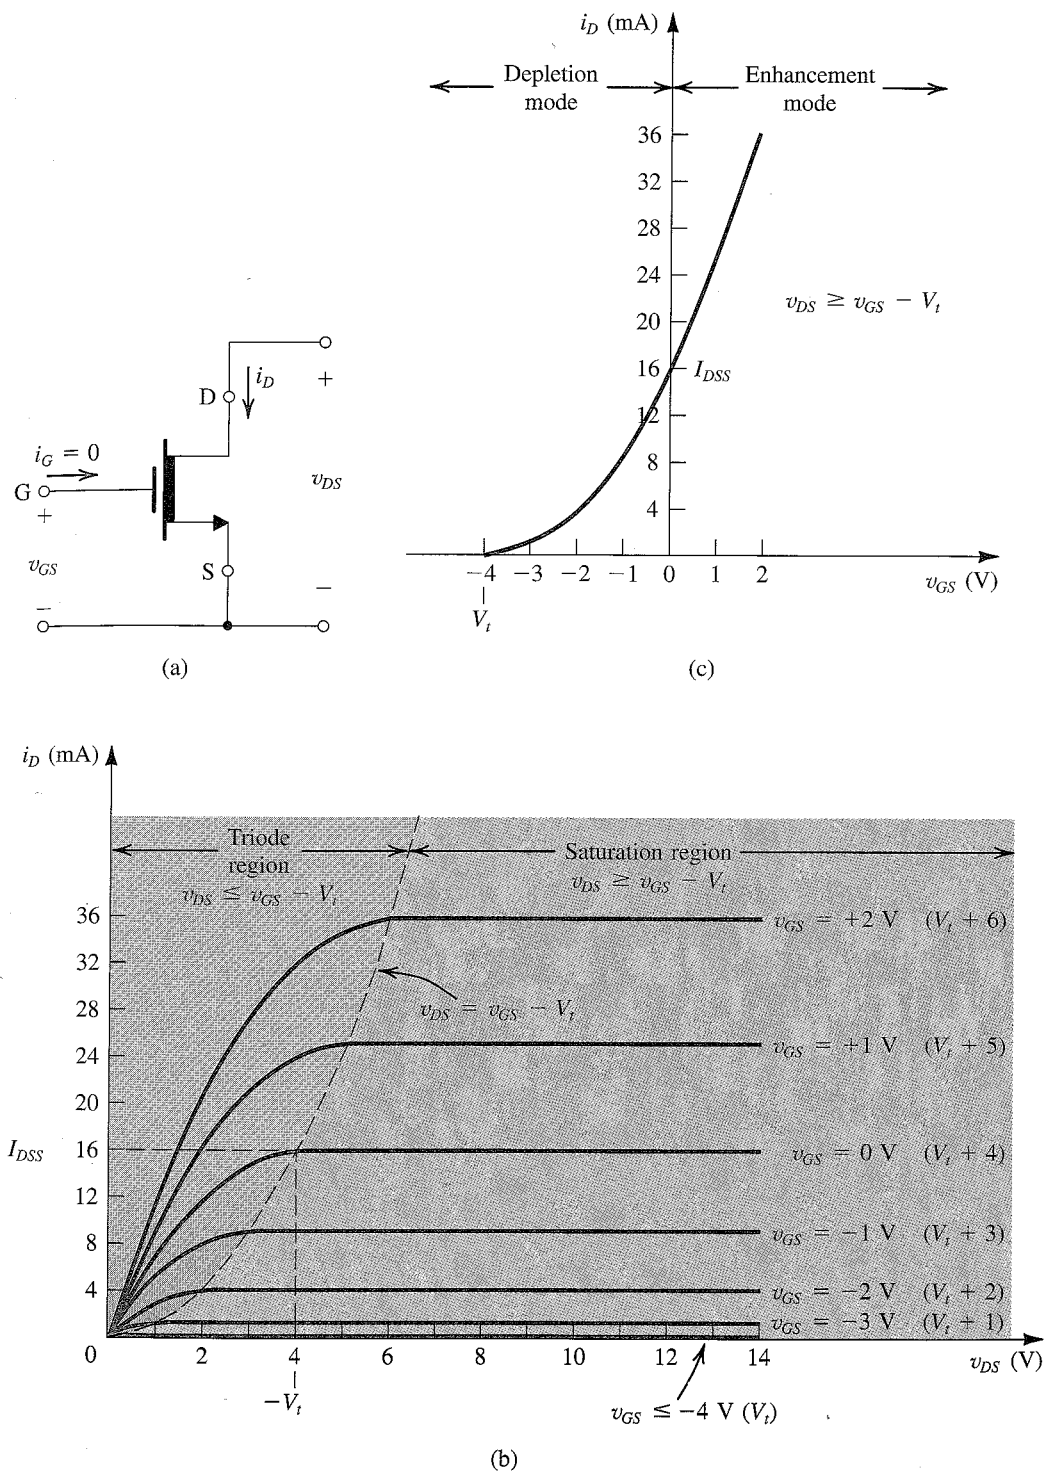 i_D (mA)
Depletion mode
Enhancement mode
36
32
28
24
20
16
I_DSS
12
8
4
v_DS ≥ v_GS − V_t
−4 −3 −2 −1 0 1 2
v_GS (V)
V_t
(c)
D
i_D
+
i_G = 0
G
+
v_DS
v_GS
S
−
−
(a)
i_D (mA)
Triode region
v_DS ≤ v_GS − V_t
Saturation region
v_DS ≥ v_GS − V_t
36
v_GS = +2 V (V_t + 6)
32
28
v_DS = v_GS − V_t
24
v_GS = +1 V (V_t + 5)
20
I_DSS 16
v_GS = 0 V (V_t + 4)
12
8
v_GS = −1 V (V_t + 3)
4
v_GS = −2 V (V_t + 2)
v_GS = −3 V (V_t + 1)
0 2 4 6 8 10 12 14
v_DS (V)
−V_t
v_GS ≤ −4 V (V_t)
(b)